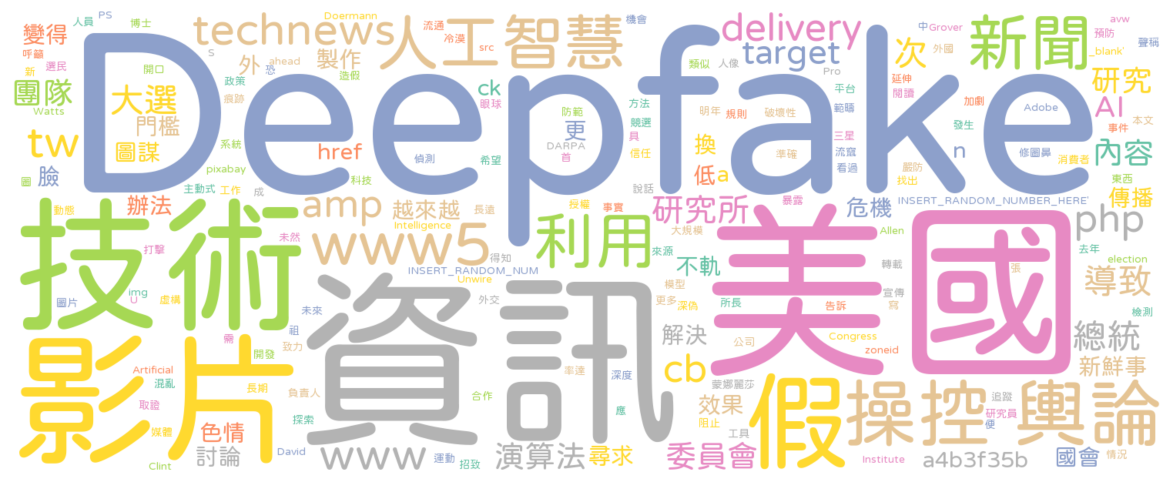 Deepfake
技術
影片
資訊
美國
人工智慧
新聞
假
利用
操控
輿論
www5
www
technews
delivery
target
tw
php
amp
cb
a4b3f35b
href
ck
AI
n
a
大選
團隊
變得
門檻
圖謀
臉
辦法
外
製作
次
換
低
更
研究
內容
傳播
危機
研究所
越來越
不軌
導致
總統
新鮮事
解決
效果
委員會
國會
演算法
尋求
色情
討論
PS
博士
人員
呼籲
新
選民
Watts
開口
Doermann
S
恐
ahead
政策
痕跡
系統
pixabay
主動式
工作
成
圖
動態
打擊
未然
img
U
圖片
虛構
祖
未來
需
開發
致力
Artificial
混亂
取證
媒體
Clint
長期
負責人
探索
David
運動
招致
合作
流通
冷漠
src
造假
眼球
偵測
科技
希望
防範
DARPA
首
機會
方法
競選
具
信任
說話
授權
事實
長遠
Intelligence
得知
INSERT_RANDOM_NUM
Unwire
外交
率達
深度
應
來源
大規模
模型
更多
深偽
公司
蒙娜麗莎
阻止
工具
類似
人像
明年
規則
破壞性
準確
暴露
Pro
平台
範疇
三星
流竄
看過
中
Grover
外國
延伸
閱讀
加劇
嚴防
找出
發生
Adobe
修圖鼻
消費者
東西
avw
預防
_blank`
聲稱
事件
本文
INSERT_RANDOM_NUMBER_HERE`
Allen
轉載
張
去年
election
檢測
所長
告訴
宣傳
寫
Congress
zoneid
追蹤
研究員
便
Institute
情況